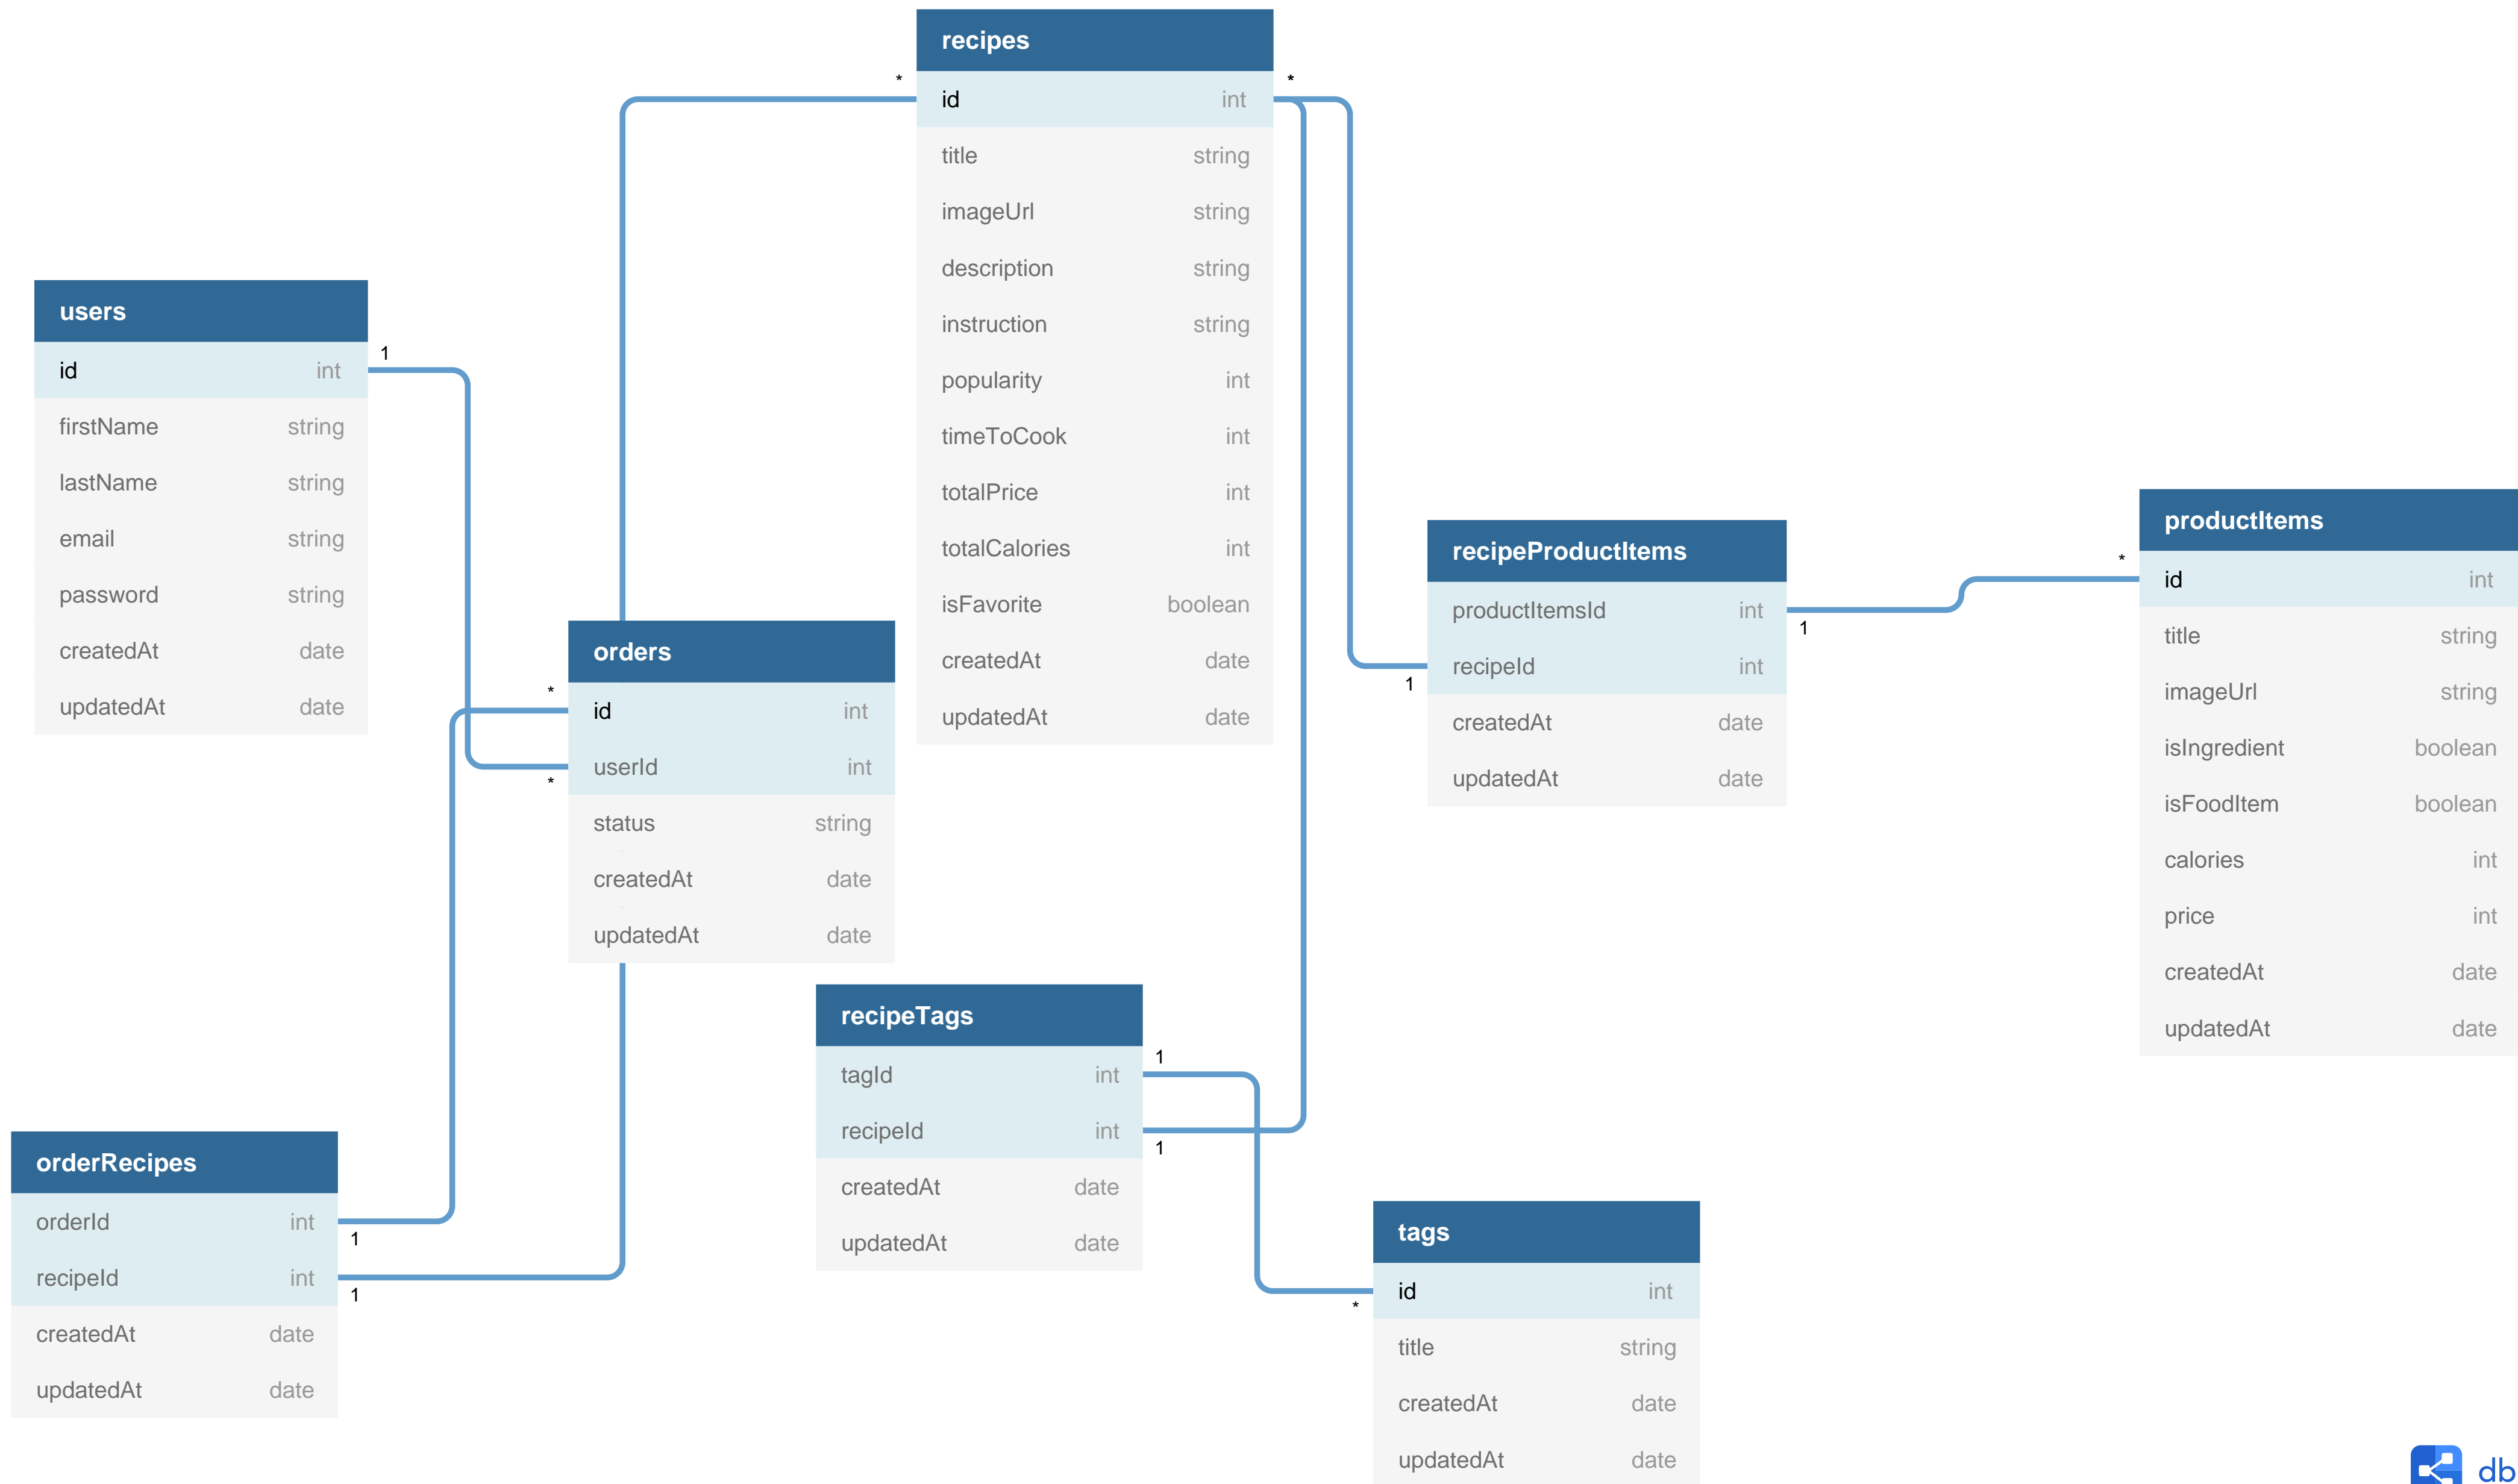 recipes
*
*
id int
title string
imageUrl string
description string
instruction string
popularity int
timeToCook int
totalPrice int
totalCalories int
isFavorite boolean
createdAt date
updatedAt date
users
1
id int
firstName string
lastName string
email string
password string
createdAt date
updatedAt date
orders
*
id int
userId int
*
status string
createdAt date
updatedAt date
recipeProductItems
productItemsId int
1
recipeId int
1
createdAt date
updatedAt date
productItems
*
id int
title string
imageUrl string
isIngredient boolean
isFoodItem boolean
calories int
price int
createdAt date
updatedAt date
recipeTags
1
tagId int
recipeId int
1
createdAt date
updatedAt date
orderRecipes
orderId int
1
recipeId int
1
createdAt date
updatedAt date
tags
id int
*
title string
createdAt date
updatedAt date
db